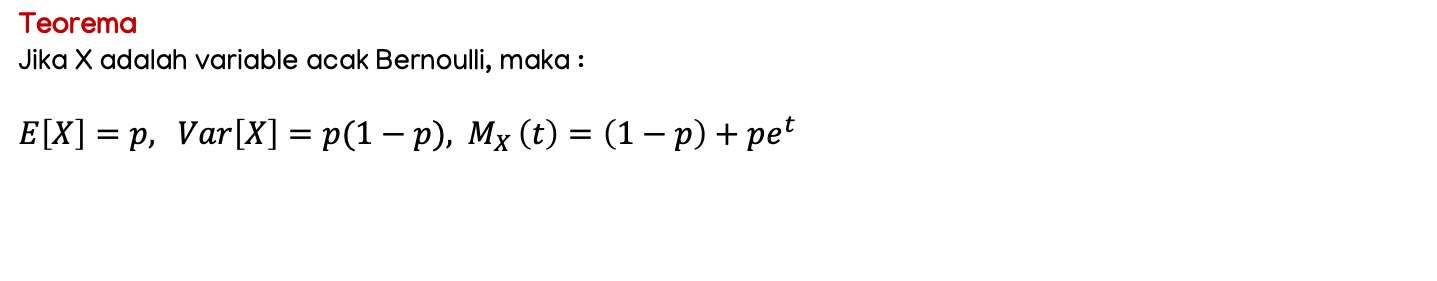 Teorema
Jika X adalah variable acak Bernoulli, maka :
E[X] = p, Var[X] = p(1 − p), M_X (t) = (1 − p) + pe^t